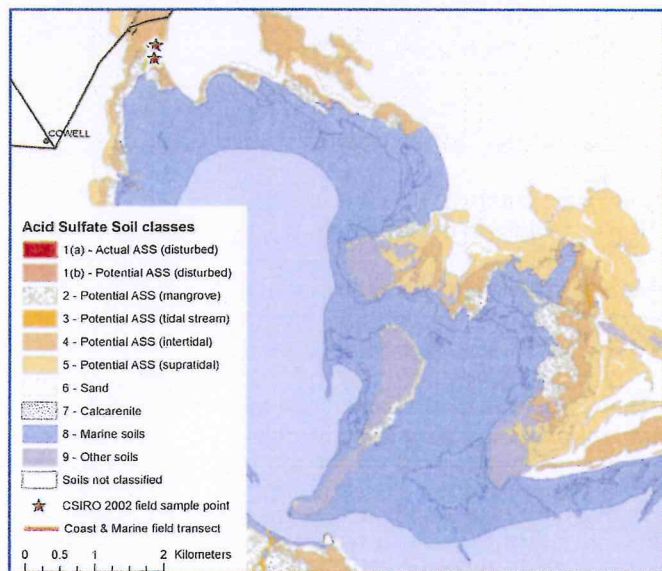 COWELL
Acid Sulfate Soil classes
1(a) - Actual ASS (disturbed)
1(b) - Potential ASS (disturbed)
2 - Potential ASS (mangrove)
3 - Potential ASS (tidal stream)
4 - Potential ASS (intertidal)
5 - Potential ASS (supratidal)
6 - Sand
7 - Calcarenite
8 - Marine soils
9 - Other soils
Soils not classified
CSIRO 2002 field sample point
Coast & Marine field transect
0 0.5 1 2 Kilometers